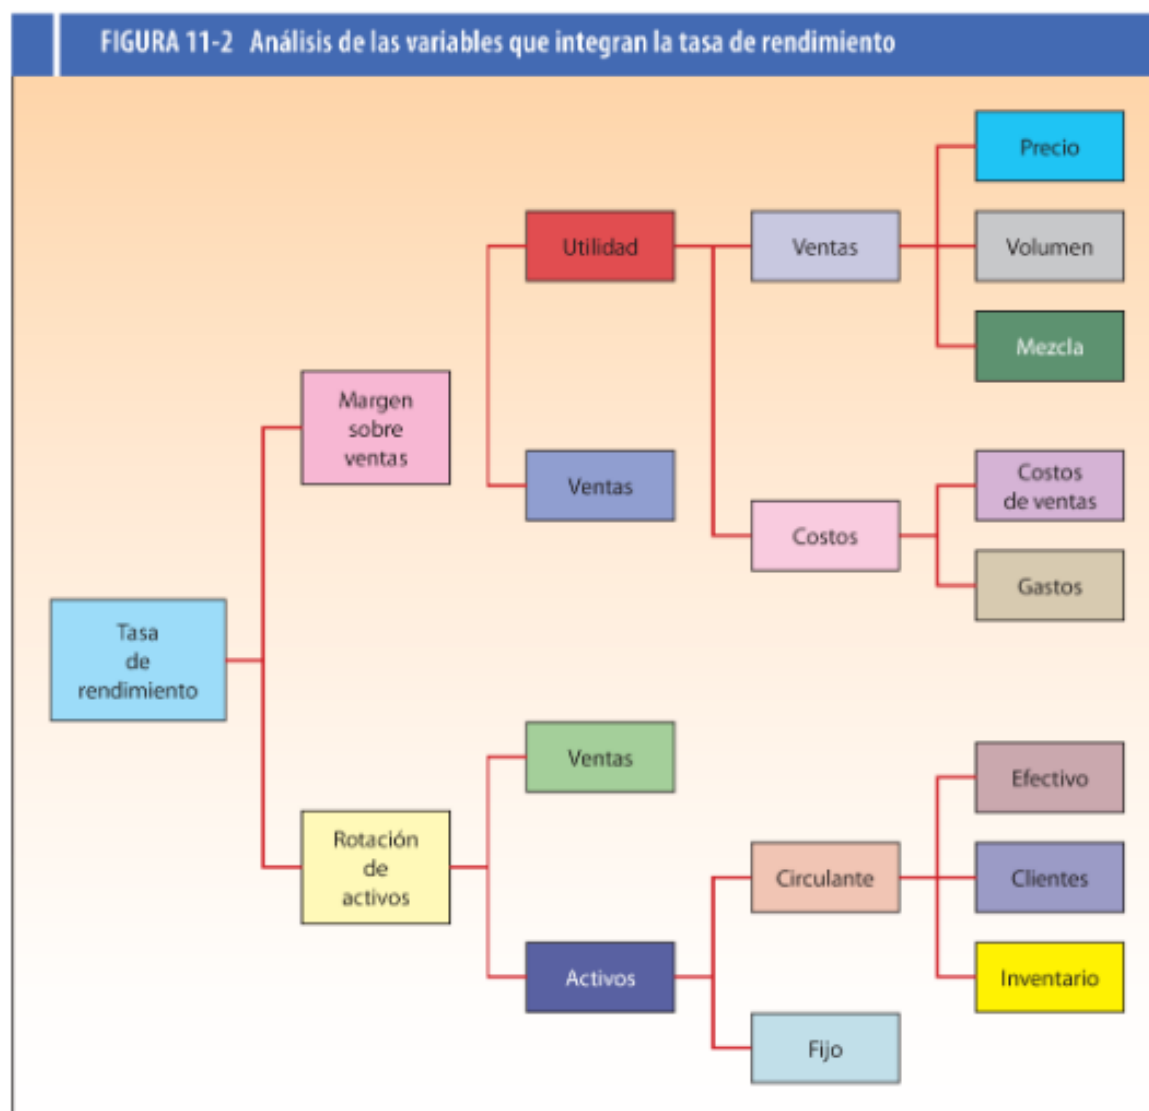 FIGURA 11-2 Análisis de las variables que integran la tasa de rendimiento
Tasa
de
rendimiento
Margen
sobre
ventas
Utilidad
Ventas
Precio
Volumen
Mezcla
Costos
Costos
de ventas
Gastos
Ventas
Rotación
de
activos
Ventas
Activos
Circulante
Efectivo
Clientes
Inventario
Fijo